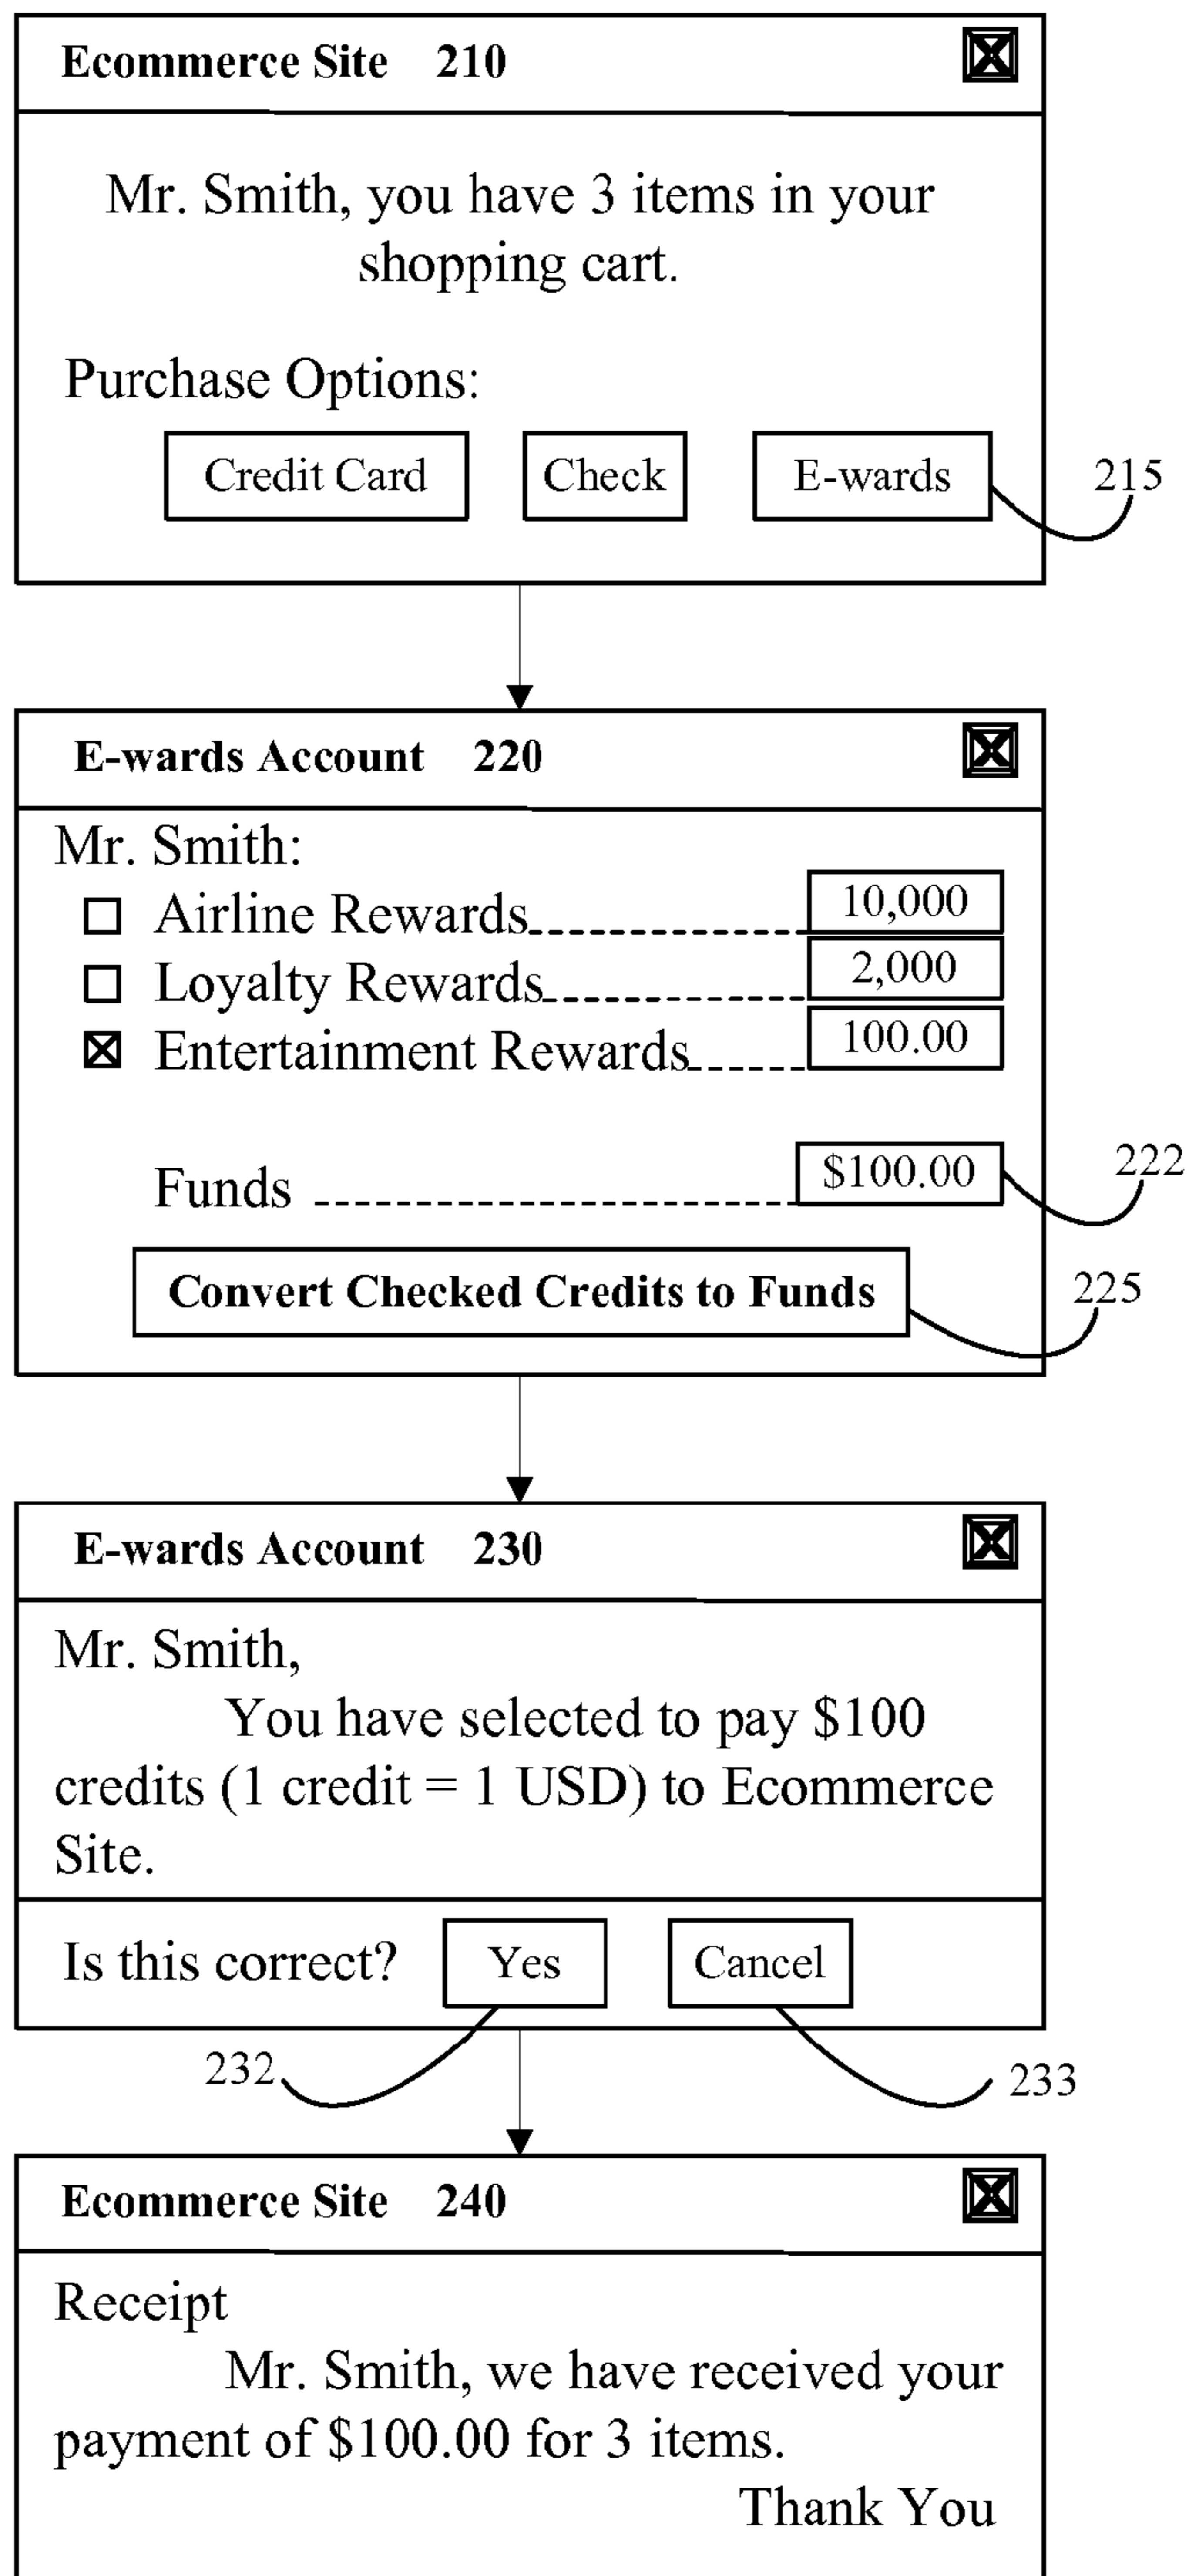 Ecommerce Site 210
Mr. Smith, you have 3 items in your
shopping cart.
Purchase Options:
Credit Card Check E-wards 215
E-wards Account 220
Mr. Smith:
Airline Rewards 10,000
Loyalty Rewards 2,000
Entertainment Rewards 100.00
Funds $100.00 222
Convert Checked Credits to Funds 225
E-wards Account 230
Mr. Smith,
You have selected to pay $100
credits (1 credit = 1 USD) to Ecommerce
Site.
Is this correct? Yes Cancel
232 233
Ecommerce Site 240
Receipt
Mr. Smith, we have received your
payment of $100.00 for 3 items.
Thank You